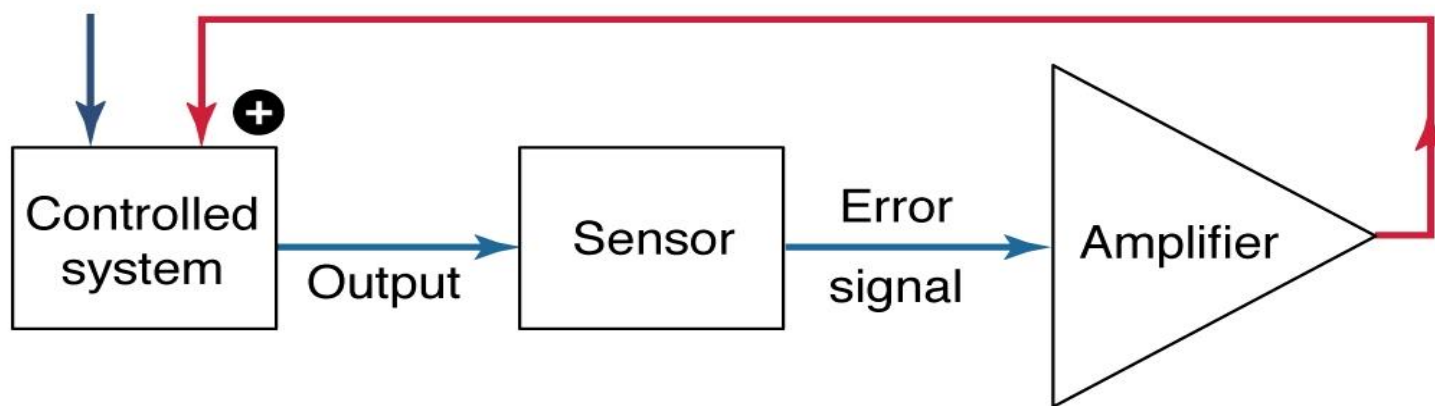 +
Controlled
system
Output
Sensor
Error
signal
Amplifier